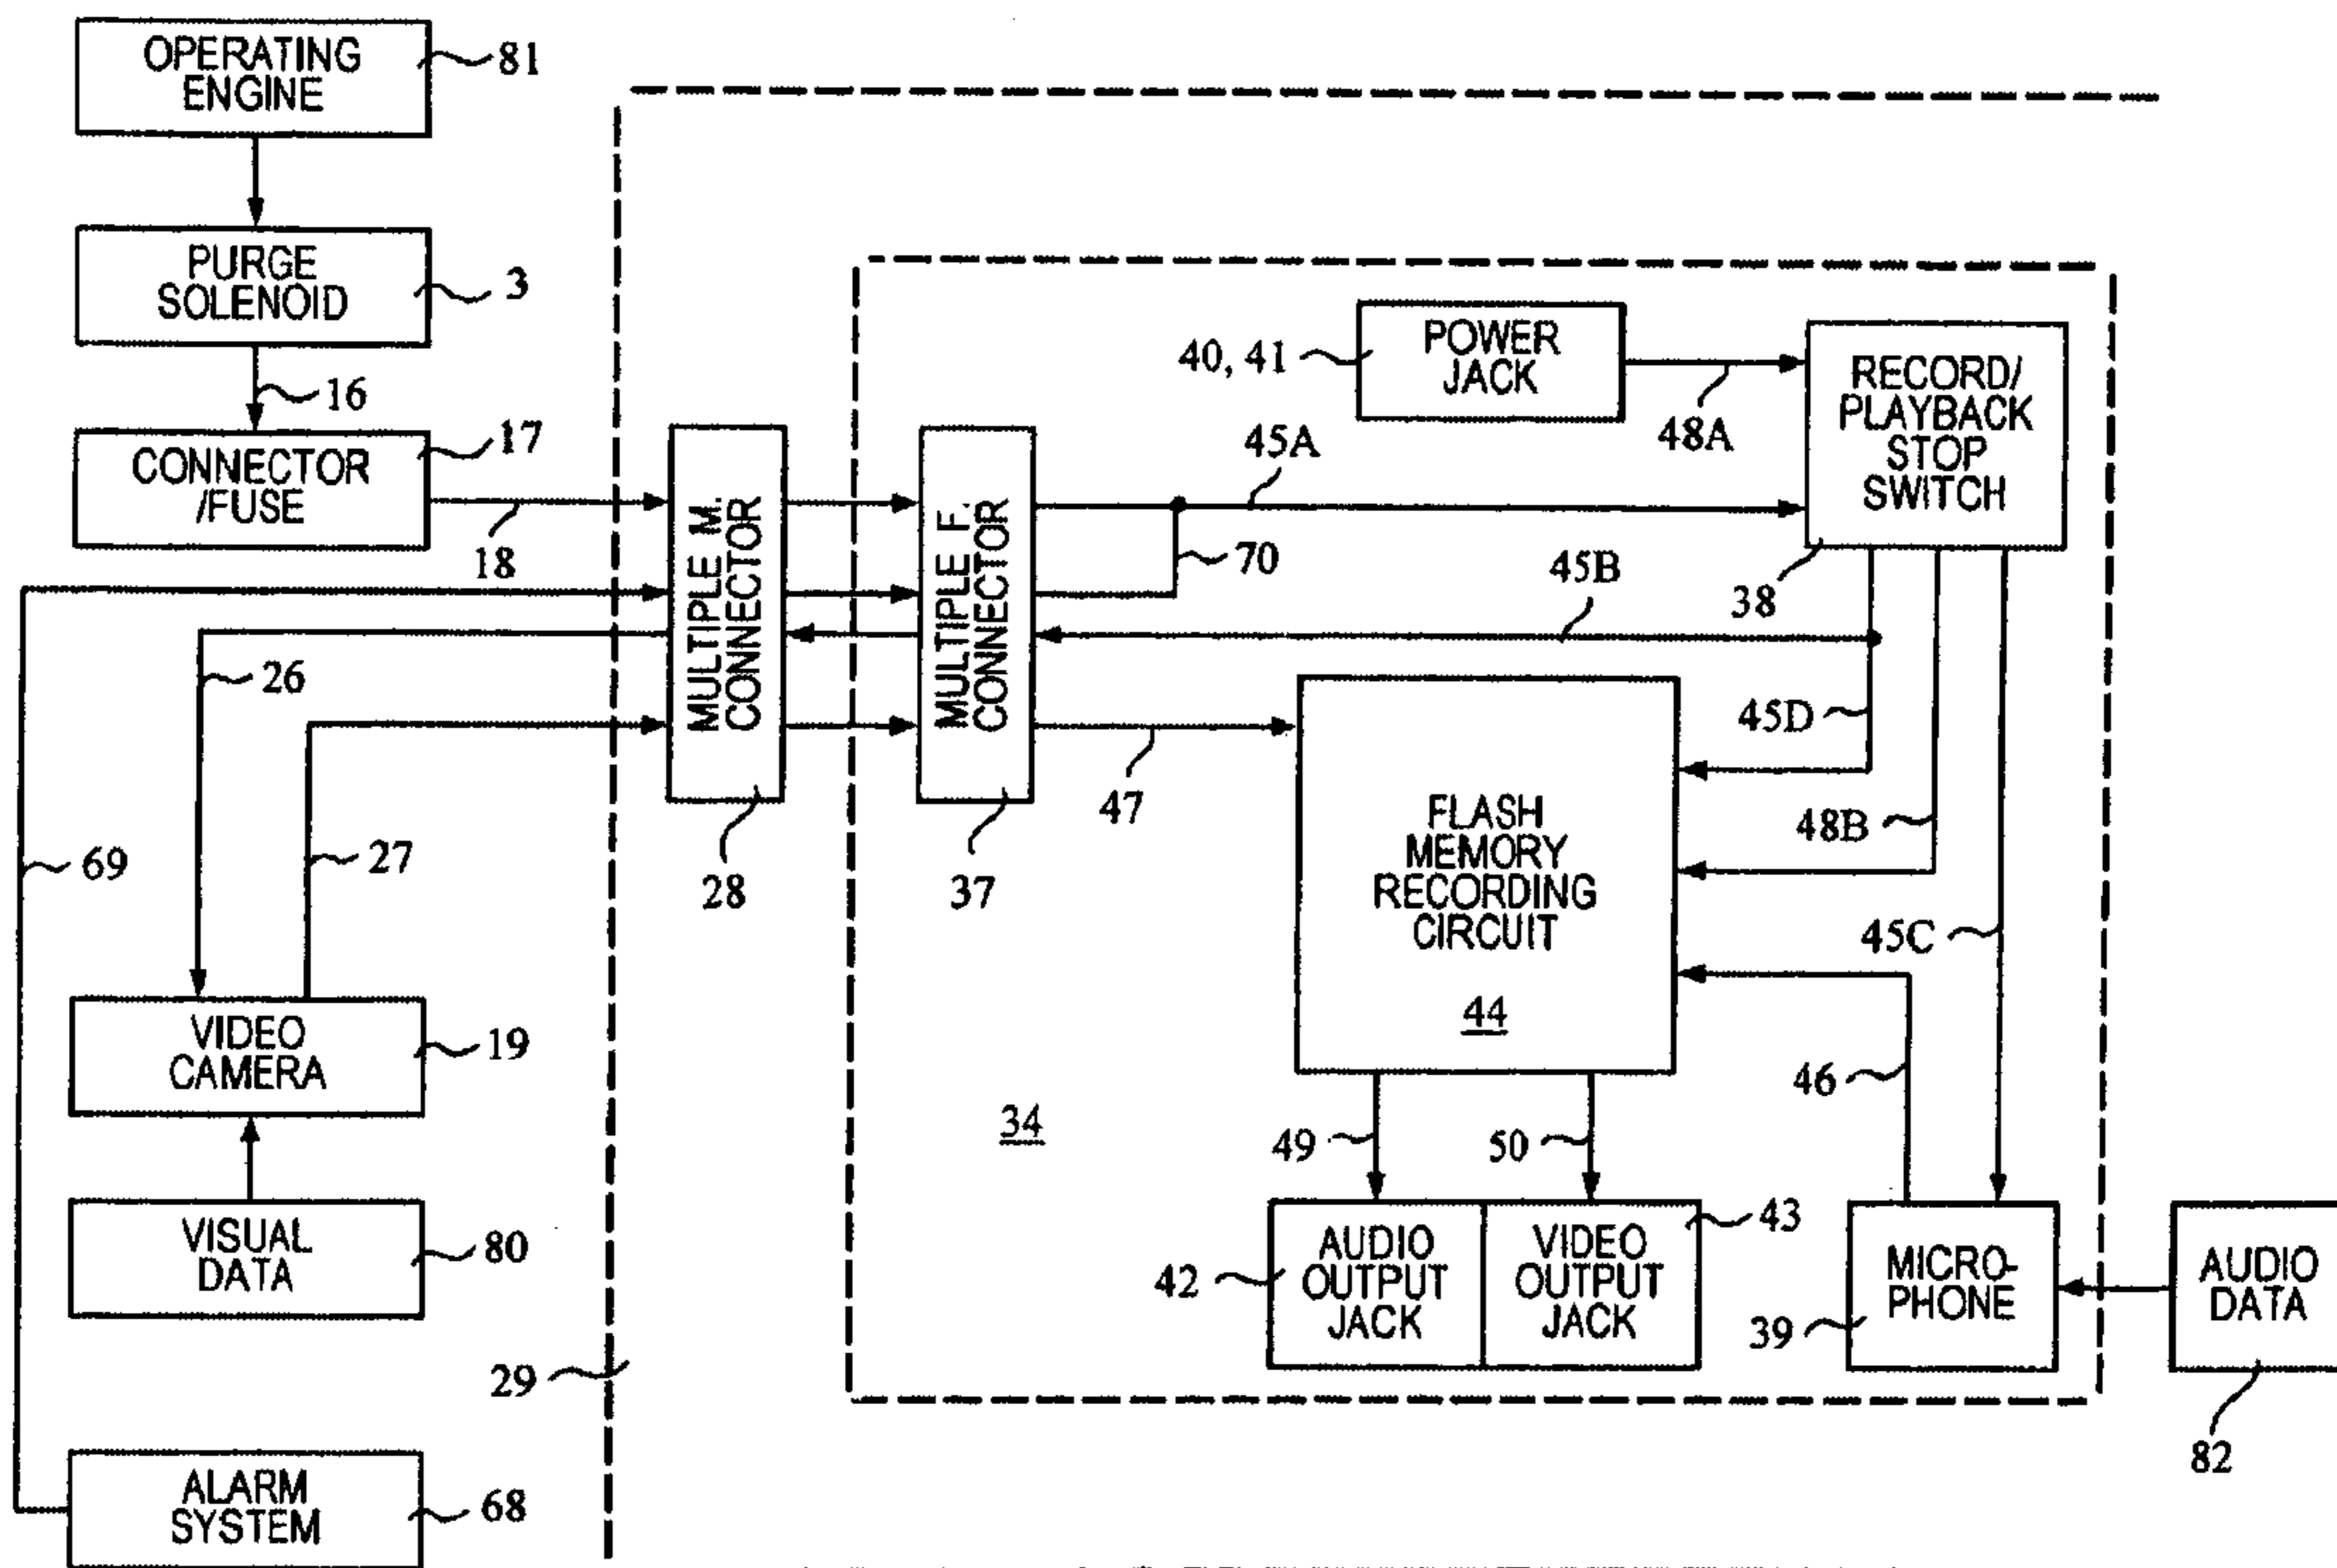 OPERATING
ENGINE
81
PURGE
SOLENOID
3
16
CONNECTOR
/FUSE
17
18
MULTIPLE M.
CONNECTOR
28
MULTIPLE F.
CONNECTOR
37
40, 41
POWER
JACK
48A
RECORD/
PLAYBACK
STOP
SWITCH
38
45A
70
45B
26
27
69
47
45D
48B
45C
FLASH
MEMORY
RECORDING
CIRCUIT
44
46
VIDEO
CAMERA
19
VISUAL
DATA
80
34
49
50
42
AUDIO
OUTPUT
JACK
VIDEO
OUTPUT
JACK
43
MICRO-
PHONE
39
AUDIO
DATA
82
29
ALARM
SYSTEM
68